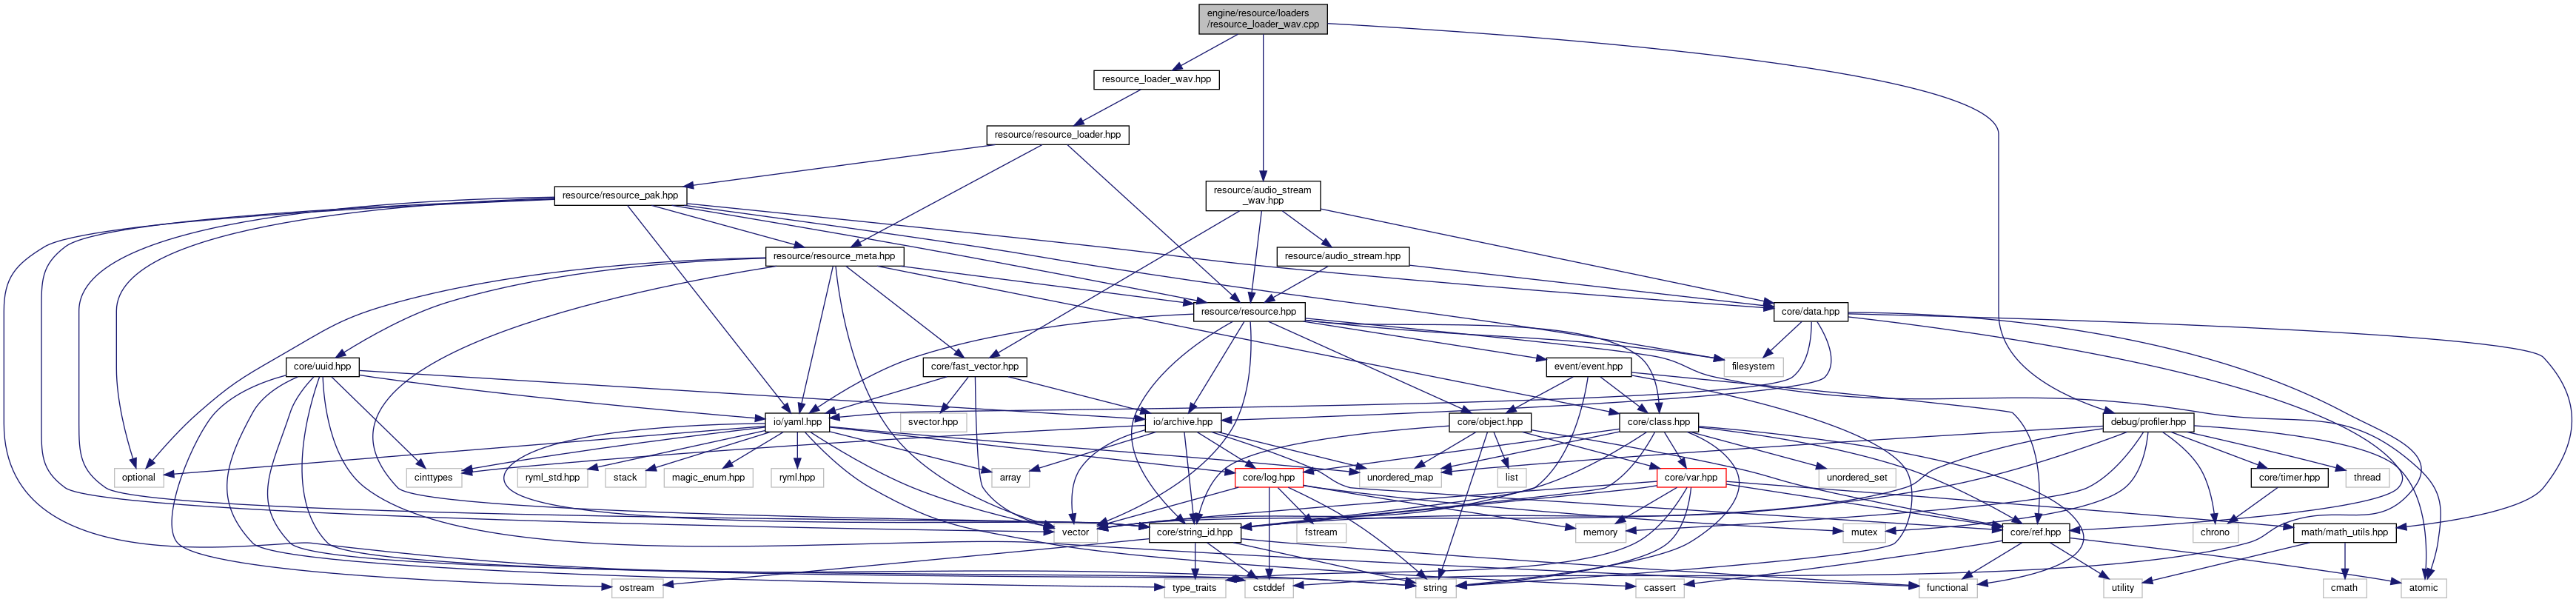 engine/resource/loaders
/resource_loader_wav.cpp
resource_loader_wav.hpp
resource/resource_loader.hpp
resource/resource_pak.hpp
resource/audio_stream
_wav.hpp
resource/resource_meta.hpp
resource/audio_stream.hpp
resource/resource.hpp
core/data.hpp
core/uuid.hpp
core/fast_vector.hpp
event/event.hpp
filesystem
io/yaml.hpp
svector.hpp
io/archive.hpp
core/object.hpp
core/class.hpp
debug/profiler.hpp
optional
cinttypes
ryml_std.hpp
stack
magic_enum.hpp
ryml.hpp
array
core/log.hpp
unordered_map
list
core/var.hpp
unordered_set
core/timer.hpp
thread
vector
core/string_id.hpp
fstream
memory
mutex
core/ref.hpp
chrono
math/math_utils.hpp
ostream
type_traits
cstddef
string
cassert
functional
utility
cmath
atomic